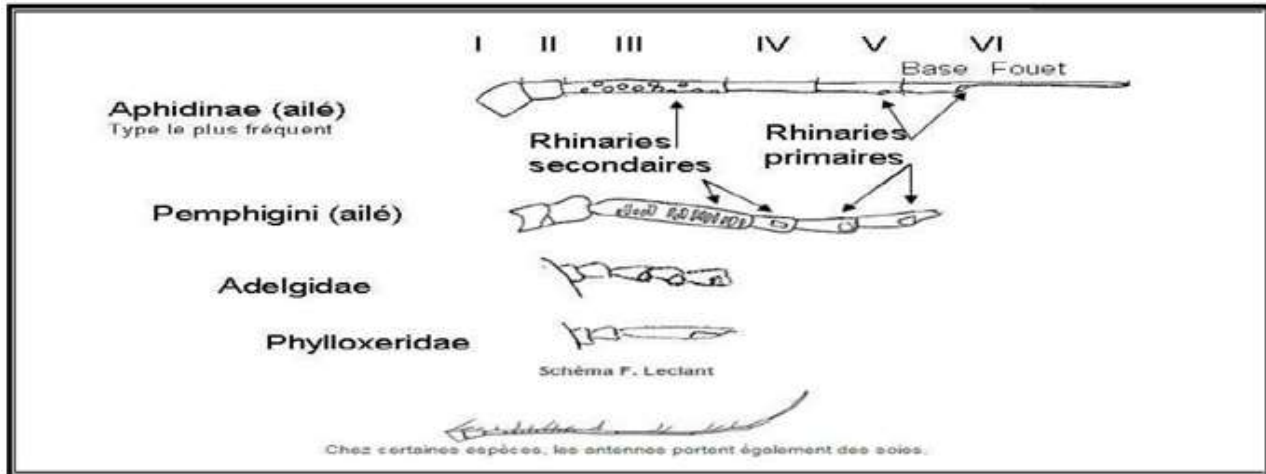 I II III IV V VI
Base Fouet
Aphidinae (ailé)
Type le plus fréquent
Rhinaries
secondaires
Rhinaries
primaires
Pemphigini (ailé)
Adelgidae
Phylloxeridae
Schèma F. Leclant
Chez certaines espèces, les antennes portent également des soies.